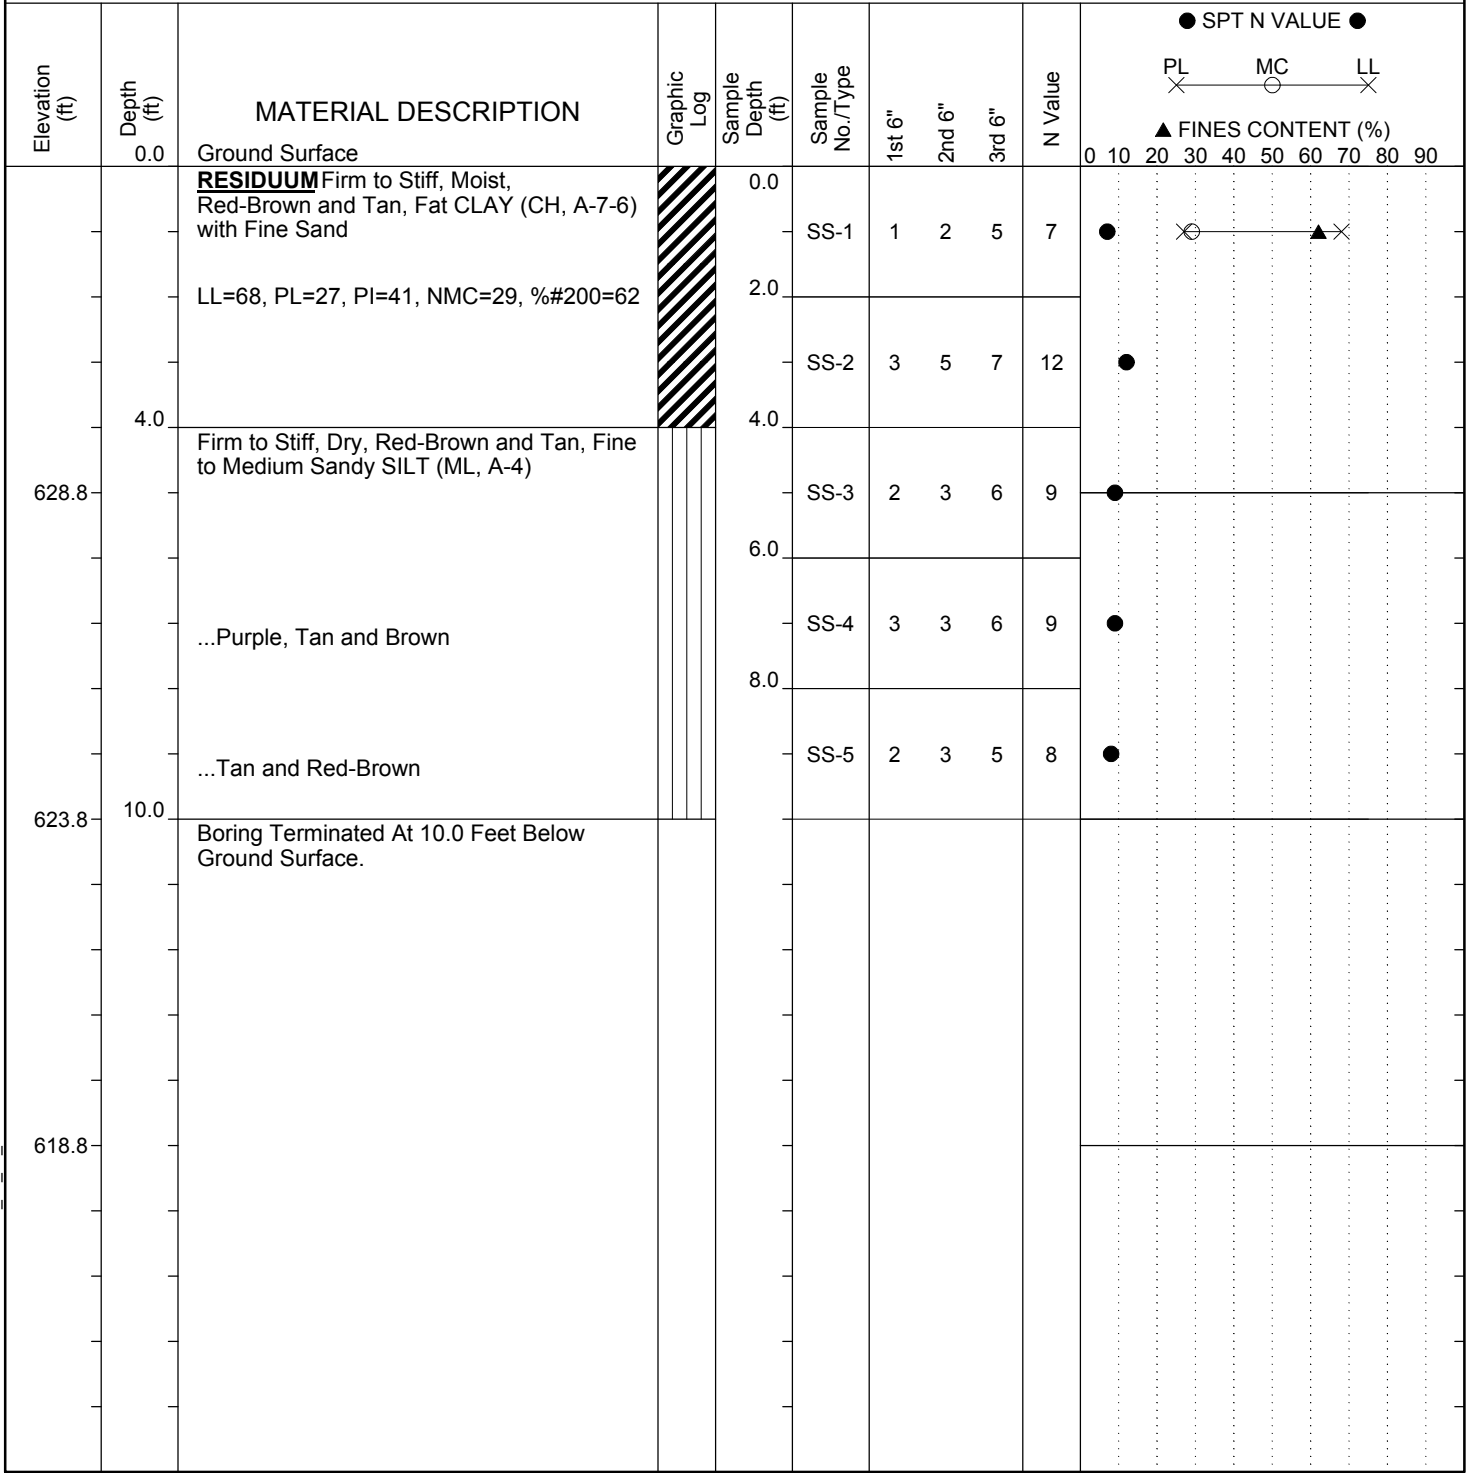 ● SPT N VALUE ●
PL MC LL
▲ FINES CONTENT (%)
0 10 20 30 40 50 60 70 80 90
Elevation
(ft)
Depth
(ft)
MATERIAL DESCRIPTION
Graphic
Log
Sample
Depth
(ft)
Sample
No./Type
1st 6"
2nd 6"
3rd 6"
N Value
0.0 Ground Surface
RESIDUUM Firm to Stiff, Moist,
Red-Brown and Tan, Fat CLAY (CH, A-7-6)
with Fine Sand
0.0
SS-1 1 2 5 7
LL=68, PL=27, PI=41, NMC=29, %#200=62
2.0
SS-2 3 5 7 12
4.0 4.0
Firm to Stiff, Dry, Red-Brown and Tan, Fine
to Medium Sandy SILT (ML, A-4)
628.8 SS-3 2 3 6 9
6.0
...Purple, Tan and Brown
SS-4 3 3 6 9
8.0
...Tan and Red-Brown
SS-5 2 3 5 8
623.8 10.0
Boring Terminated At 10.0 Feet Below
Ground Surface.
618.8